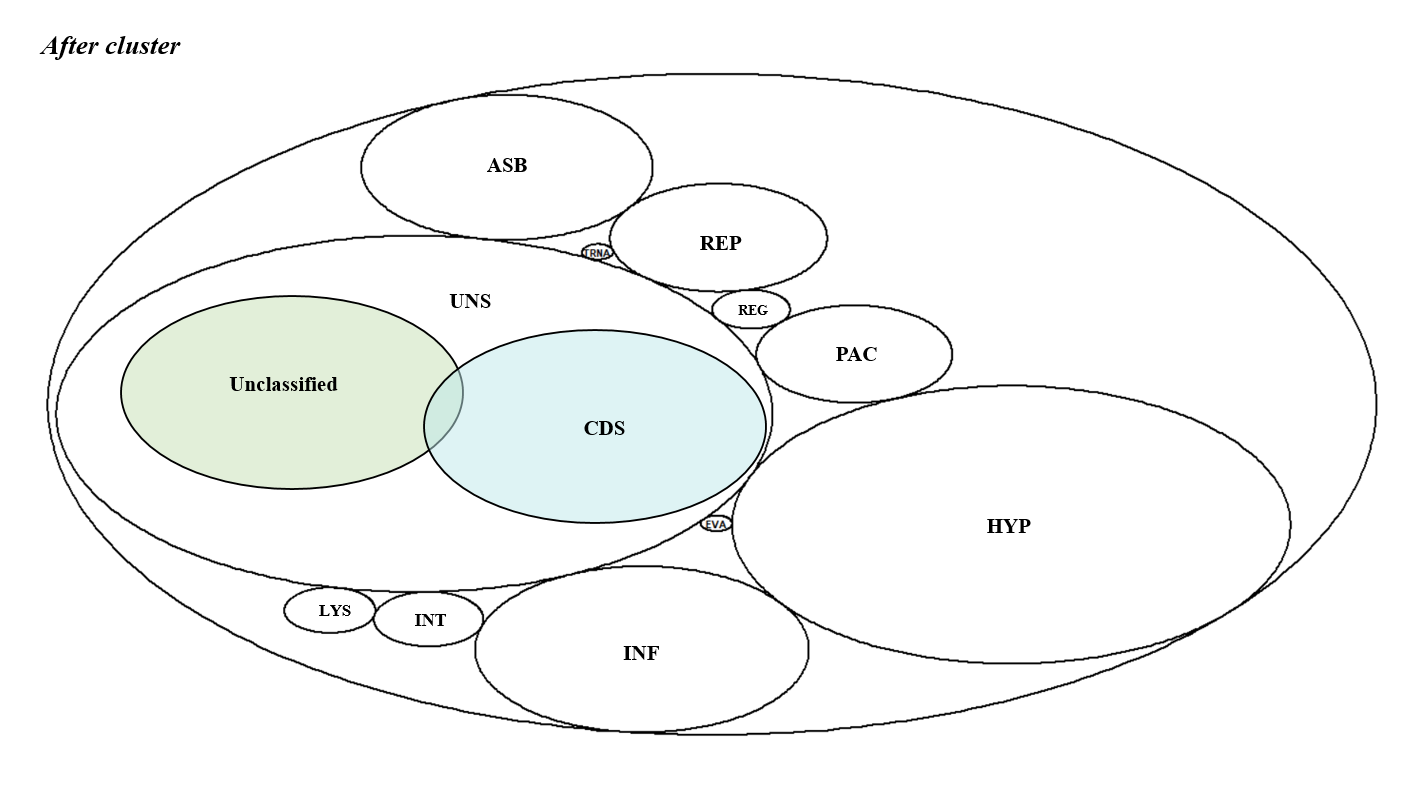 After cluster
ASB
REP
TRNA
UNS
REG
PAC
Unclassified
CDS
EVA
HYP
LYS
INT
INF